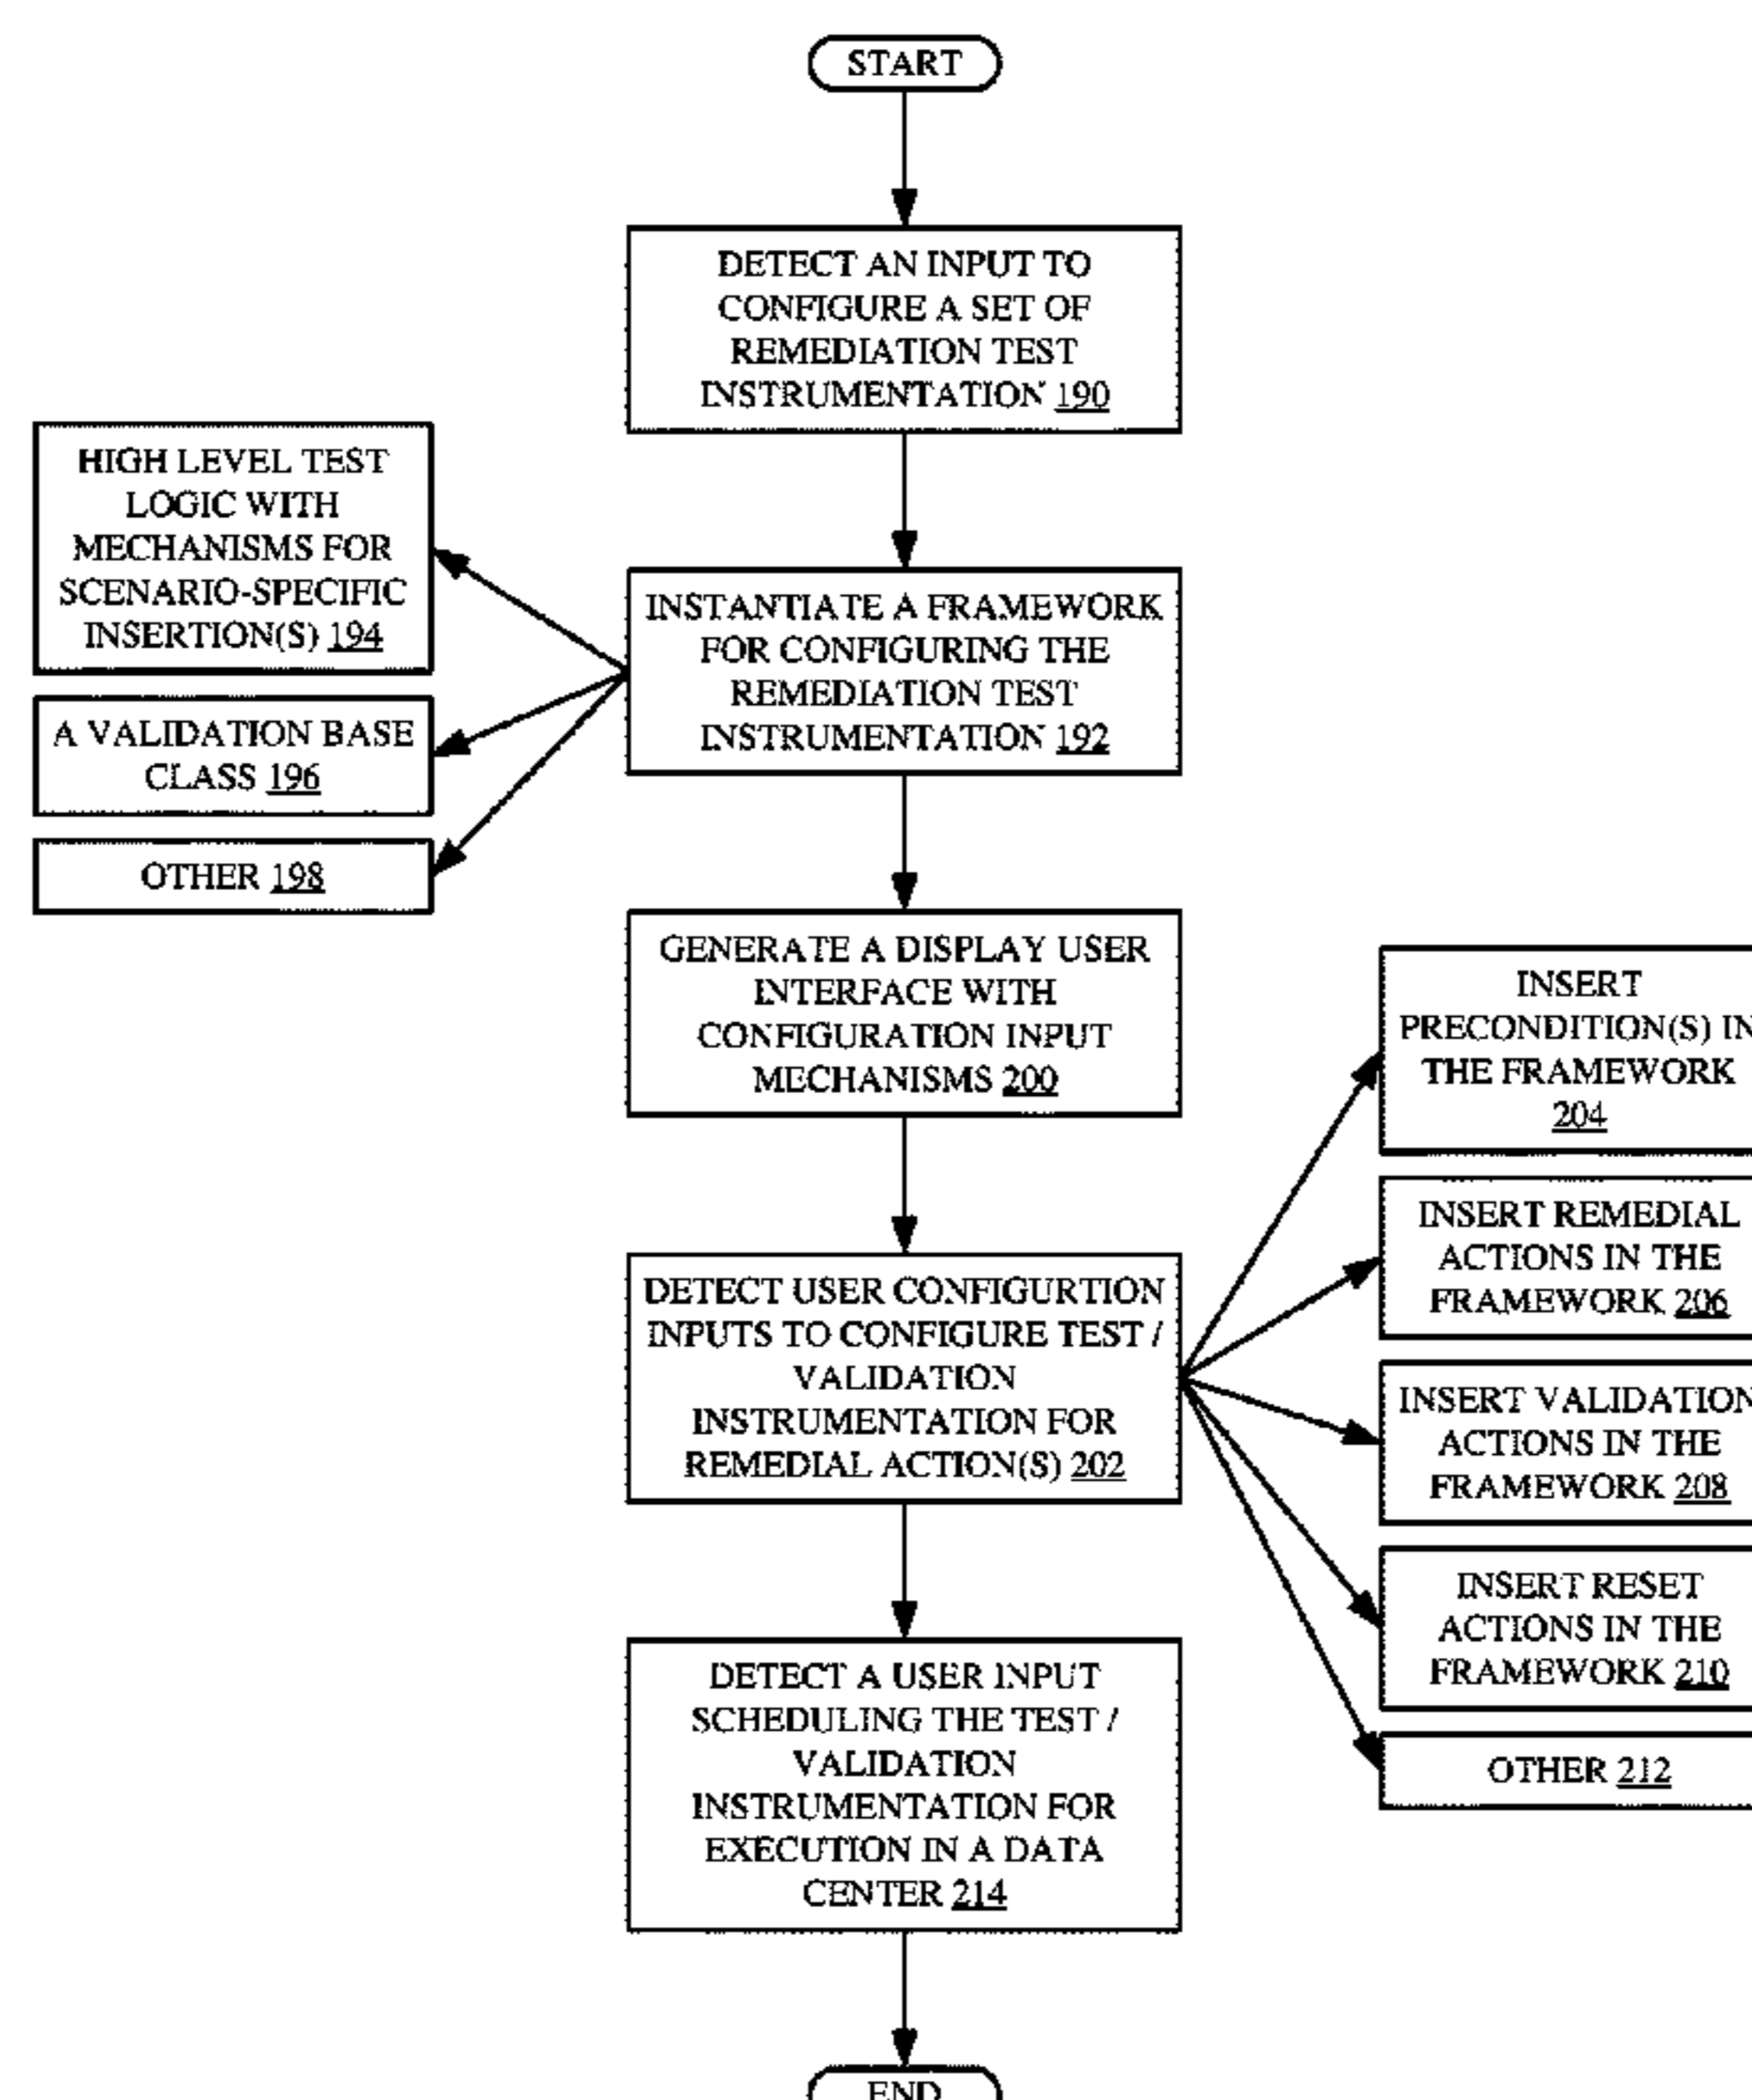 START
DETECT AN INPUT TO
CONFIGURE A SET OF
REMEDIATION TEST
INSTRUMENTATION 190
HIGH LEVEL TEST
LOGIC WITH
MECHANISMS FOR
SCENARIO-SPECIFIC
INSERTION(S) 194
A VALIDATION BASE
CLASS 196
OTHER 198
INSTANTIATE A FRAMEWORK
FOR CONFIGURING THE
REMEDIATION TEST
INSTRUMENTATION 192
GENERATE A DISPLAY USER
INTERFACE WITH
CONFIGURATION INPUT
MECHANISMS 200
DETECT USER CONFIGURTION
INPUTS TO CONFIGURE TEST /
VALIDATION
INSTRUMENTATION FOR
REMEDIAL ACTION(S) 202
INSERT
PRECONDITION(S) IN
THE FRAMEWORK
204
INSERT REMEDIAL
ACTIONS IN THE
FRAMEWORK 206
INSERT VALIDATION
ACTIONS IN THE
FRAMEWORK 208
INSERT RESET
ACTIONS IN THE
FRAMEWORK 210
OTHER 212
DETECT A USER INPUT
SCHEDULING THE TEST /
VALIDATION
INSTRUMENTATION FOR
EXECUTION IN A DATA
CENTER 214
END